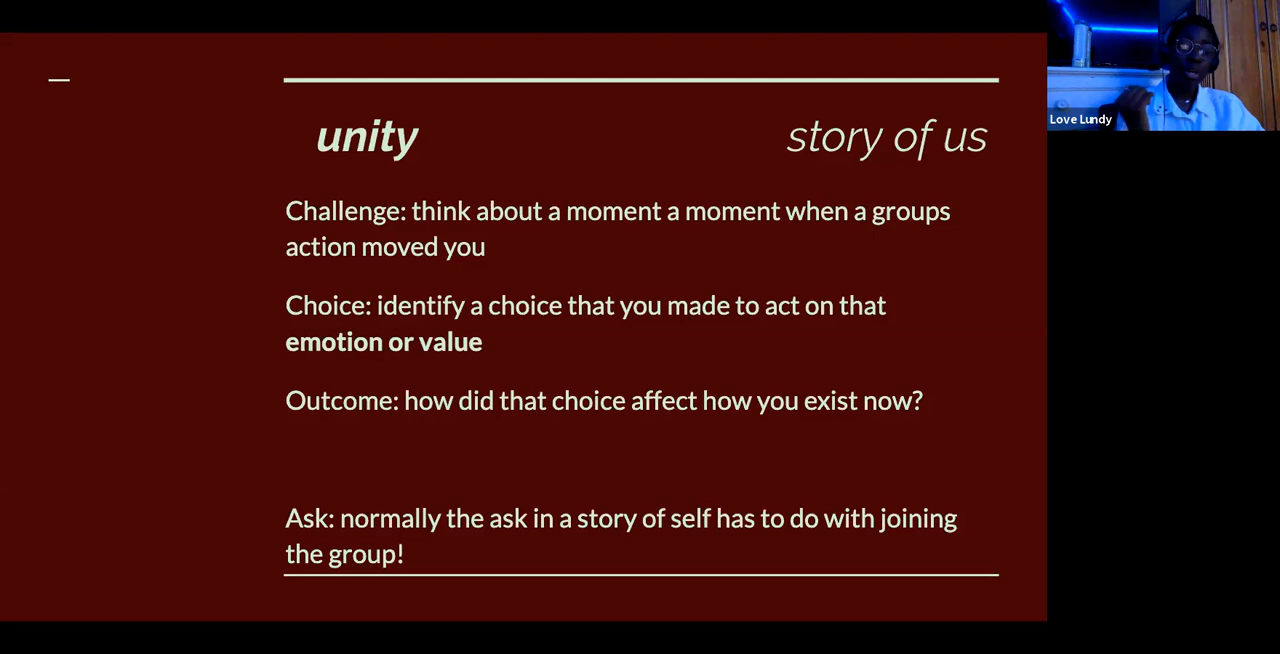 unity
story of us
Challenge: think about a moment a moment when a groups
action moved you
Choice: identify a choice that you made to act on that
emotion or value
Outcome: how did that choice affect how you exist now?
Ask: normally the ask in a story of self has to do with joining
the group!
Love Lundy